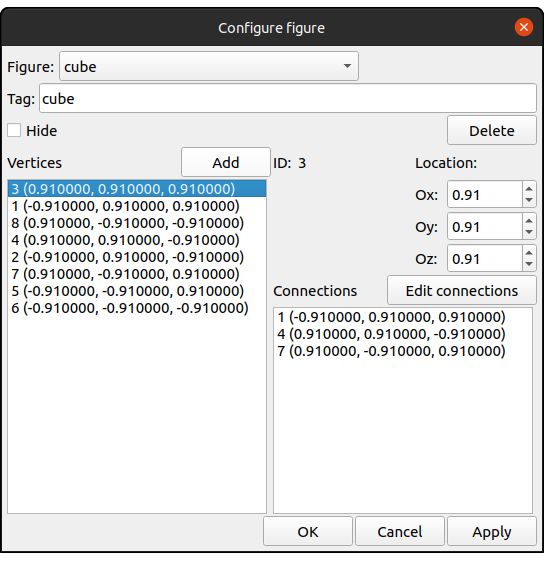 Configure figure
Figure: cube
Tag: cube
Hide
Delete
Vertices
Add
ID: 3
Location:
3 (0.910000, 0.910000, 0.910000)
1 (-0.910000, 0.910000, 0.910000)
8 (0.910000, -0.910000, -0.910000)
4 (0.910000, 0.910000, -0.910000)
2 (-0.910000, 0.910000, -0.910000)
7 (0.910000, -0.910000, 0.910000)
5 (-0.910000, -0.910000, 0.910000)
6 (-0.910000, -0.910000, -0.910000)
Ox: 0.91
Oy: 0.91
Oz: 0.91
Connections
Edit connections
1 (-0.910000, 0.910000, 0.910000)
4 (0.910000, 0.910000, -0.910000)
7 (0.910000, -0.910000, 0.910000)
OK
Cancel
Apply